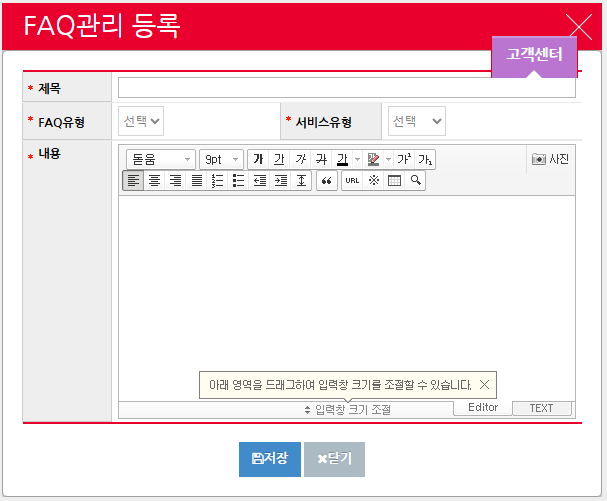 FAQ관리 등록
고객센터
* 제목
* FAQ유형 선택 * 서비스유형 선택
* 내용
돋움 9pt 가 가 가 가 가 가 가¹ 가₁ 사진
URL
아래 영역을 드래그하여 입력창 크기를 조절할 수 있습니다.
입력창 크기 조절 Editor TEXT
저장 닫기